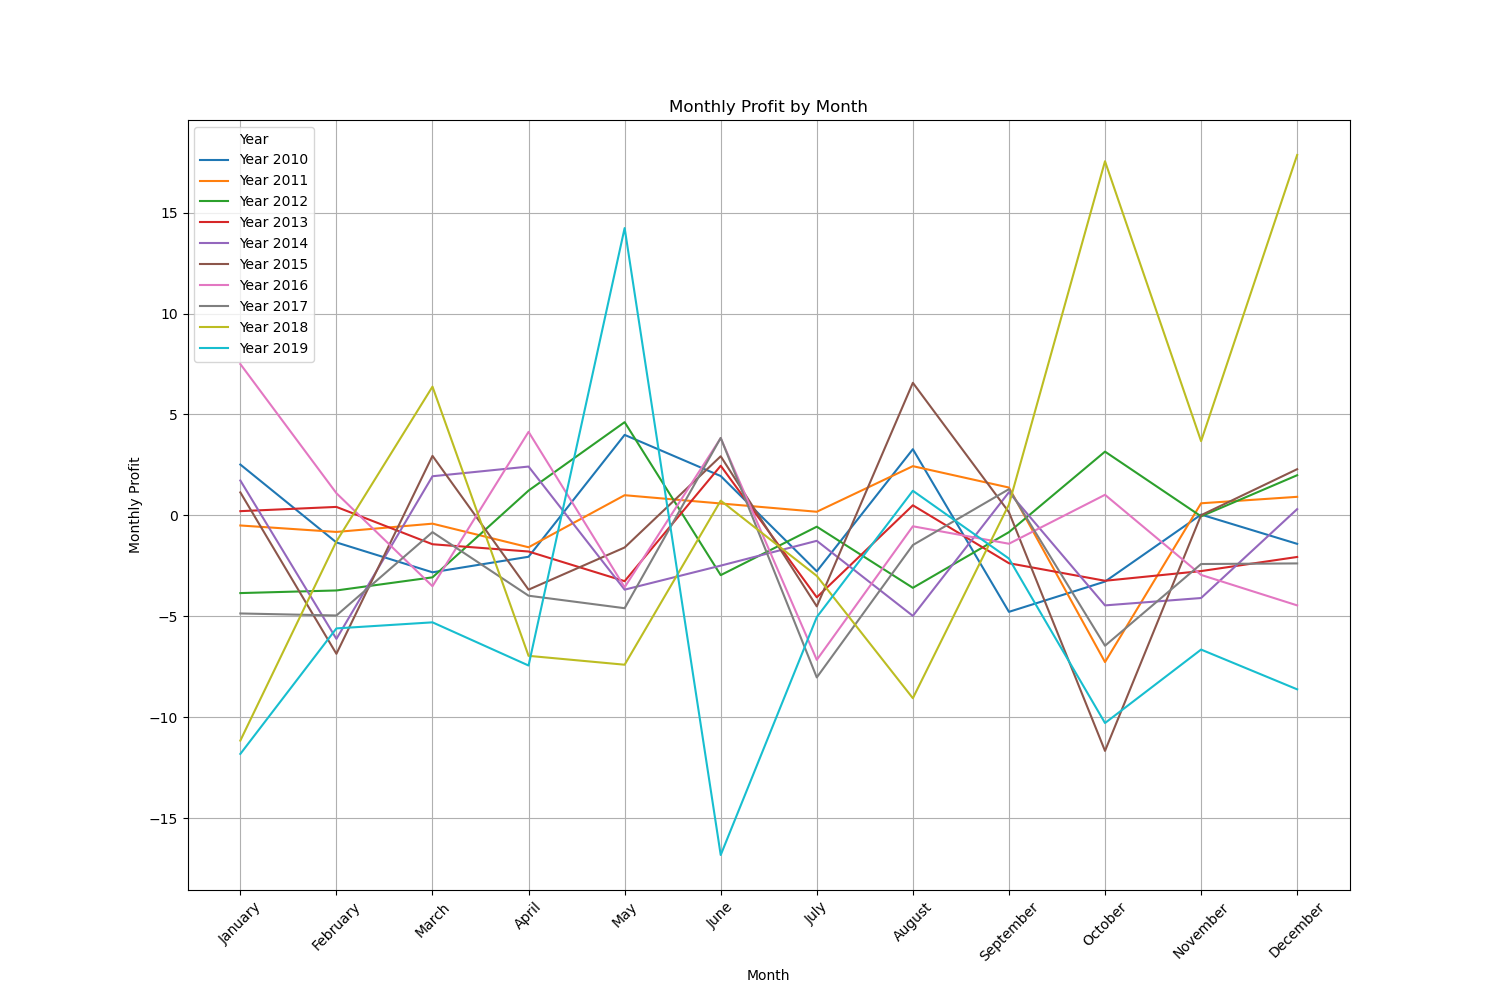 Monthly Profit by Month
Monthly Profit
Year
Year 2010
Year 2011
Year 2012
Year 2013
Year 2014
Year 2015
Year 2016
Year 2017
Year 2018
Year 2019
15
10
5
0
−5
−10
−15
January
February
March
April
May
June
July
August
September
October
November
December
Month